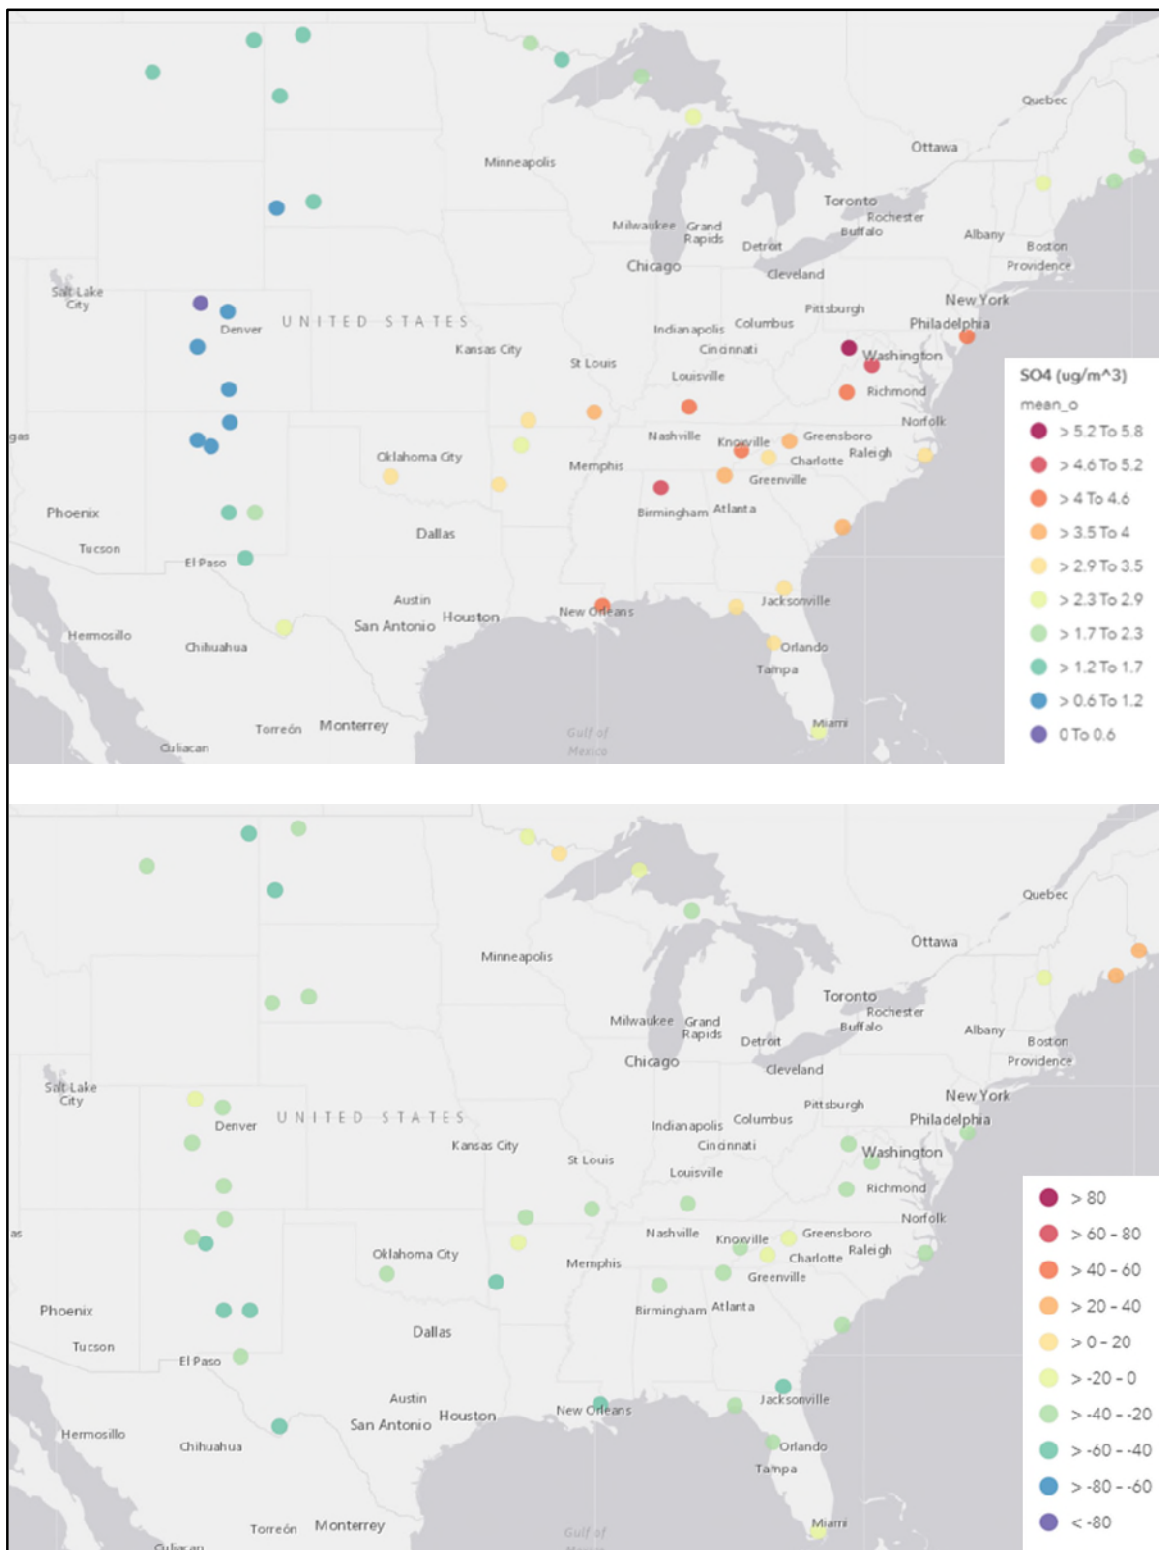 Quebec
Ottawa
Minneapolis
Toronto
Rochester
Milwaukee
Grand
Rapids
Buffalo
Albany
Detroit
Boston
Chicago
Cleveland
Providence
Salt Lake
City
New York
Pittsburgh
UNITED STATES
Denver
Indianapolis
Columbus
Philadelphia
Kansas City
Cincinnati
Washington
St Louis
Louisville
Richmond
Norfolk
gas
Nashville
Knoxville
Greensboro
Oklahoma City
Memphis
Charlotte
Raleigh
Greenville
Phoenix
Birmingham
Atlanta
Dallas
Tucson
El Paso
Austin
Jacksonville
Houston
New Orleans
San Antonio
Hermosillo
Chihuahua
Orlando
Tampa
Torreón
Monterrey
Miami
Gulf of
Mexico
Culiacan
SO4 (ug/m^3)
mean_o
> 5.2 To 5.8
> 4.6 To 5.2
> 4 To 4.6
> 3.5 To 4
> 2.9 To 3.5
> 2.3 To 2.9
> 1.7 To 2.3
> 1.2 To 1.7
> 0.6 To 1.2
0 To 0.6
Quebec
Ottawa
Minneapolis
Toronto
Rochester
Milwaukee
Grand
Rapids
Buffalo
Albany
Detroit
Boston
Chicago
Cleveland
Providence
Salt Lake
City
New York
Pittsburgh
UNITED STATES
Denver
Indianapolis
Columbus
Philadelphia
Kansas City
Cincinnati
Washington
St Louis
Louisville
Richmond
Norfolk
as
Nashville
Knoxville
Greensboro
Oklahoma City
Memphis
Charlotte
Raleigh
Greenville
Phoenix
Birmingham
Atlanta
Dallas
Tucson
El Paso
Austin
Jacksonville
Houston
New Orleans
San Antonio
Hermosillo
Chihuahua
Orlando
Tampa
Torreón
Monterrey
Miami
Gulf of
> 80
> 60 - 80
> 40 - 60
> 20 - 40
> 0 - 20
> -20 - 0
> -40 - -20
> -60 - -40
> -80 - -60
< -80